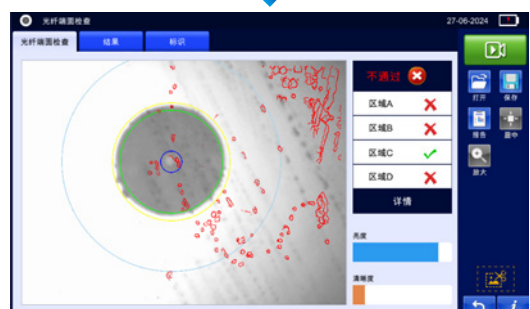 光纤端面检查
27-06-2024
光纤端面检查
结果
标识
不通过
区域A
区域B
区域C
区域D
详情
亮度
清晰度
打开
保存
报告
居中
放大